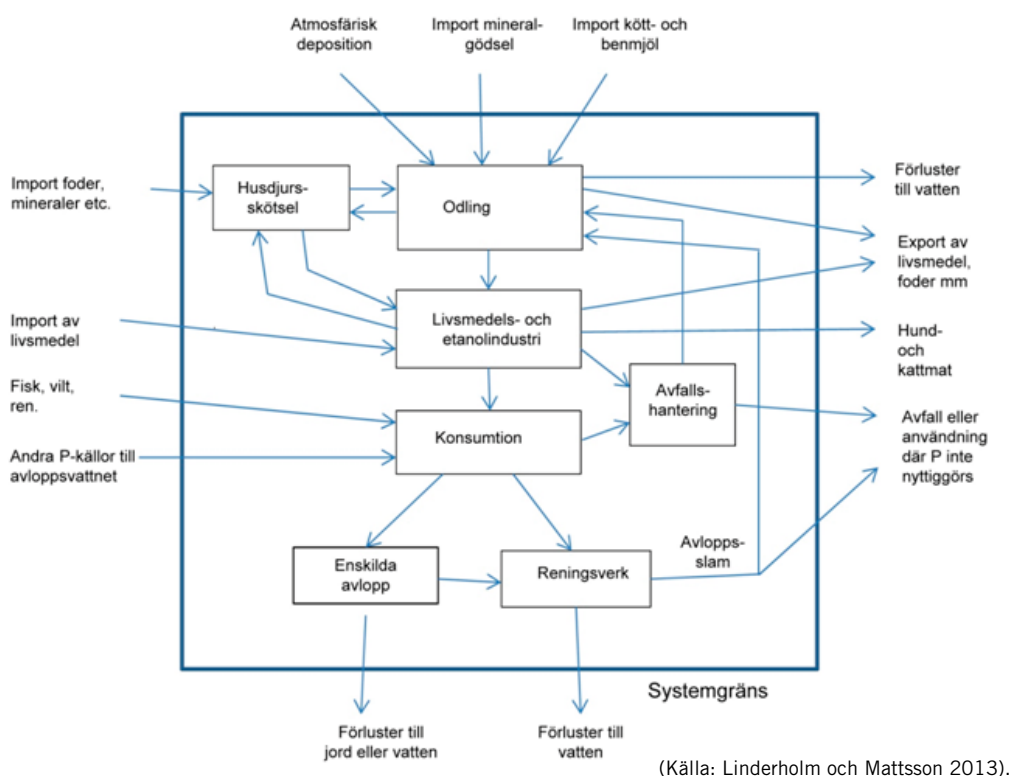 Atmosfärisk
deposition
Import mineral-
gödsel
Import kött- och
benmjöl
Import foder,
mineraler etc.
Husdjurs-
skötsel
Odling
Förluster
till vatten
Export av
livsmedel,
foder mm
Import av
livsmedel
Livsmedels- och
etanolindustri
Hund-
och
kattmat
Fisk, vilt,
ren.
Avfalls-
hantering
Konsumtion
Avfall eller
användning
där P inte
nyttiggörs
Andra P-källor till
avloppsvattnet
Avlopps-
slam
Enskilda
avlopp
Reningsverk
Systemgräns
Förluster till
jord eller vatten
Förluster till
vatten
(Källa: Linderholm och Mattsson 2013).